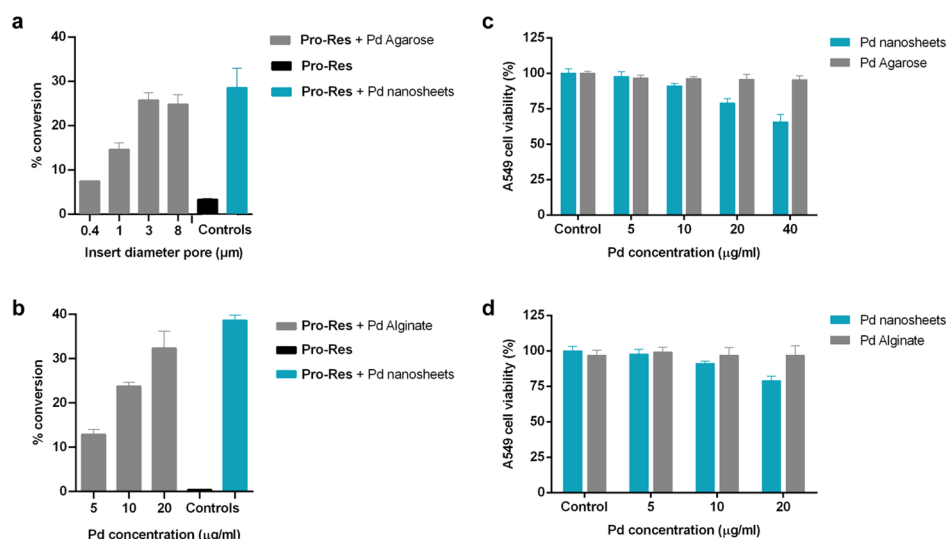 a
% conversion
40
30
20
10
0
0.4 1 3 8 Controls
Insert diameter pore (µm)
Pro-Res + Pd Agarose
Pro-Res
Pro-Res + Pd nanosheets
c
A549 cell viability (%)
125
100
75
50
25
0
Control 5 10 20 40
Pd concentration (µg/ml)
Pd nanosheets
Pd Agarose
b
% conversion
40
30
20
10
0
5 10 20 Controls
Pd concentration (µg/ml)
Pro-Res + Pd Alginate
Pro-Res
Pro-Res + Pd nanosheets
d
A549 cell viability (%)
125
100
75
50
25
0
Control 5 10 20
Pd concentration (µg/ml)
Pd nanosheets
Pd Alginate